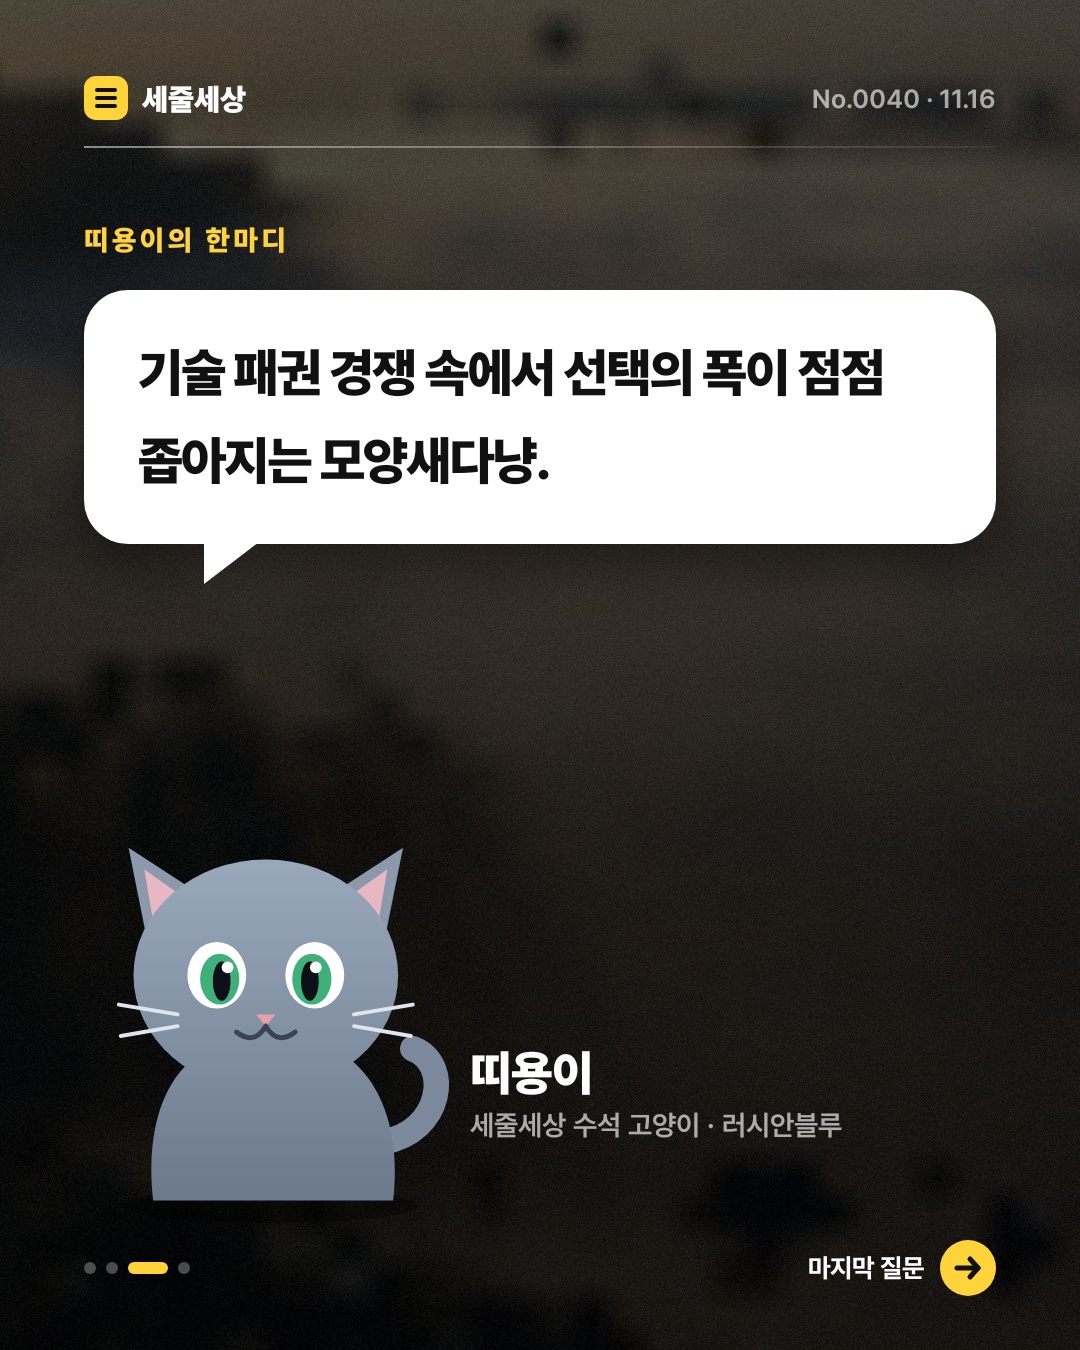 세줄세상
No.0040 · 11.16
띠용이의 한마디
기술 패권 경쟁 속에서 선택의 폭이 점점
좁아지는 모양새다냥.
띠용이
세줄세상 수석 고양이 · 러시안블루
마지막 질문